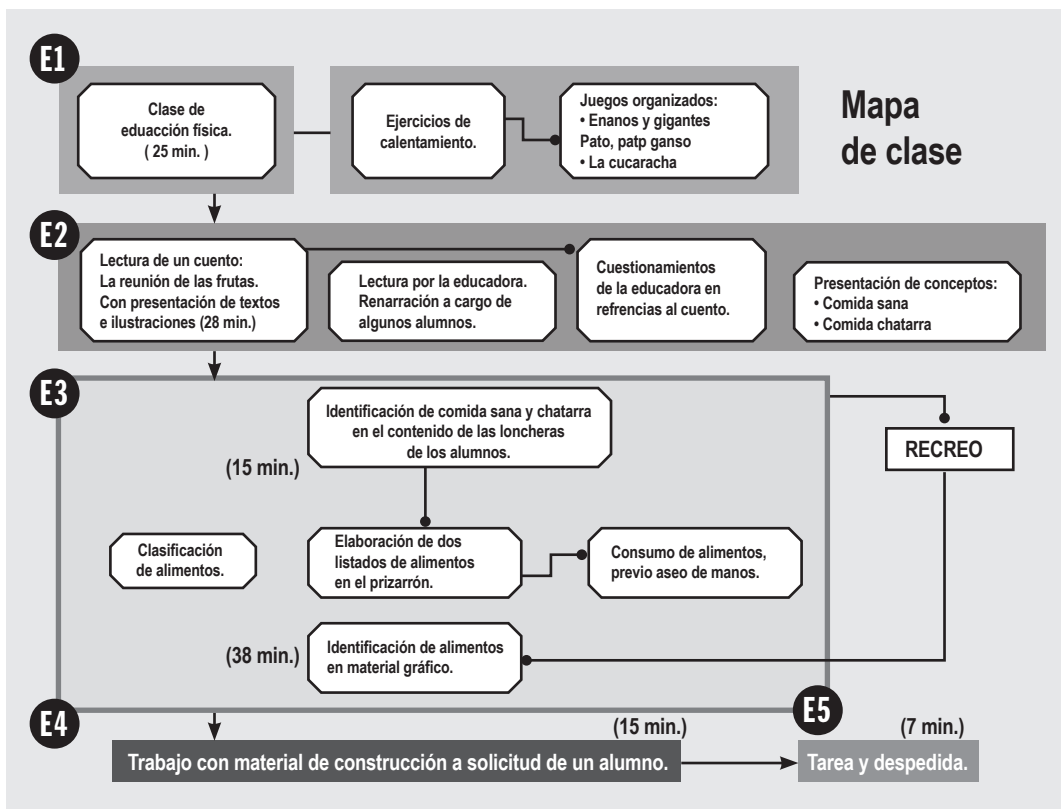 Mapa
de clase
E1
Clase de
eduacción física.
( 25 min. )
Ejercicios de
calentamiento.
Juegos organizados:
• Enanos y gigantes
Pato, patp ganso
• La cucaracha
E2
Lectura de un cuento:
La reunión de las frutas.
Con presentación de textos
e ilustraciones (28 min.)
Lectura por la educadora.
Renarración a cargo de
algunos alumnos.
Cuestionamientos
de la educadora en
refrencias al cuento.
Presentación de conceptos:
• Comida sana
• Comida chatarra
E3
Identificación de comida sana y chatarra
en el contenido de las loncheras
de los alumnos.
(15 min.)
RECREO
Clasificación
de alimentos.
Elaboración de dos
listados de alimentos
en el prizarrón.
Consumo de alimentos,
previo aseo de manos.
(38 min.)
Identificación de alimentos
en material gráfico.
E4
(15 min.)
Trabajo con material de construcción a solicitud de un alumno.
E5
(7 min.)
Tarea y despedida.